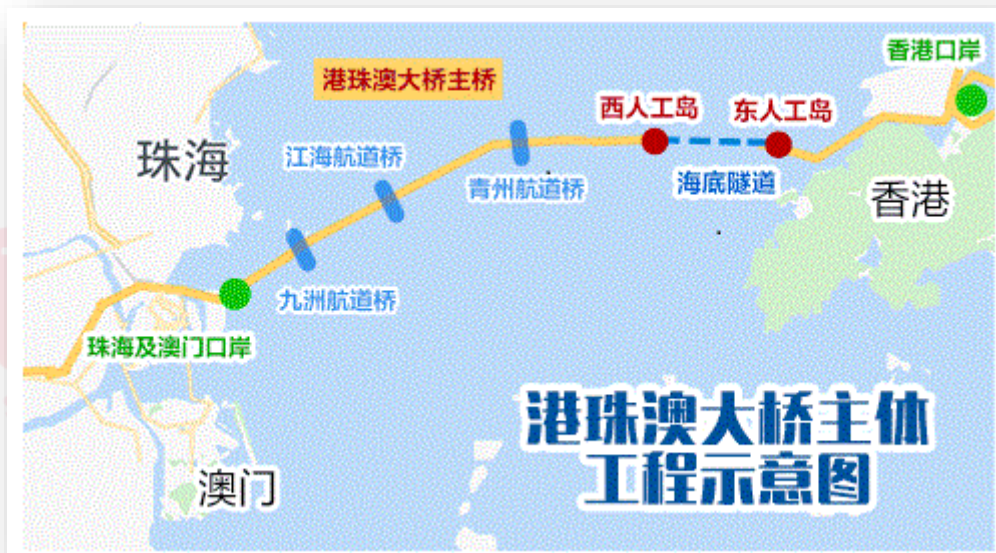 香港口岸
港珠澳大桥主桥
西人工岛
东人工岛
珠海
江海航道桥
青州航道桥
海底隧道
香港
九洲航道桥
珠海及澳门口岸
港珠澳大桥主体
工程示意图
澳门